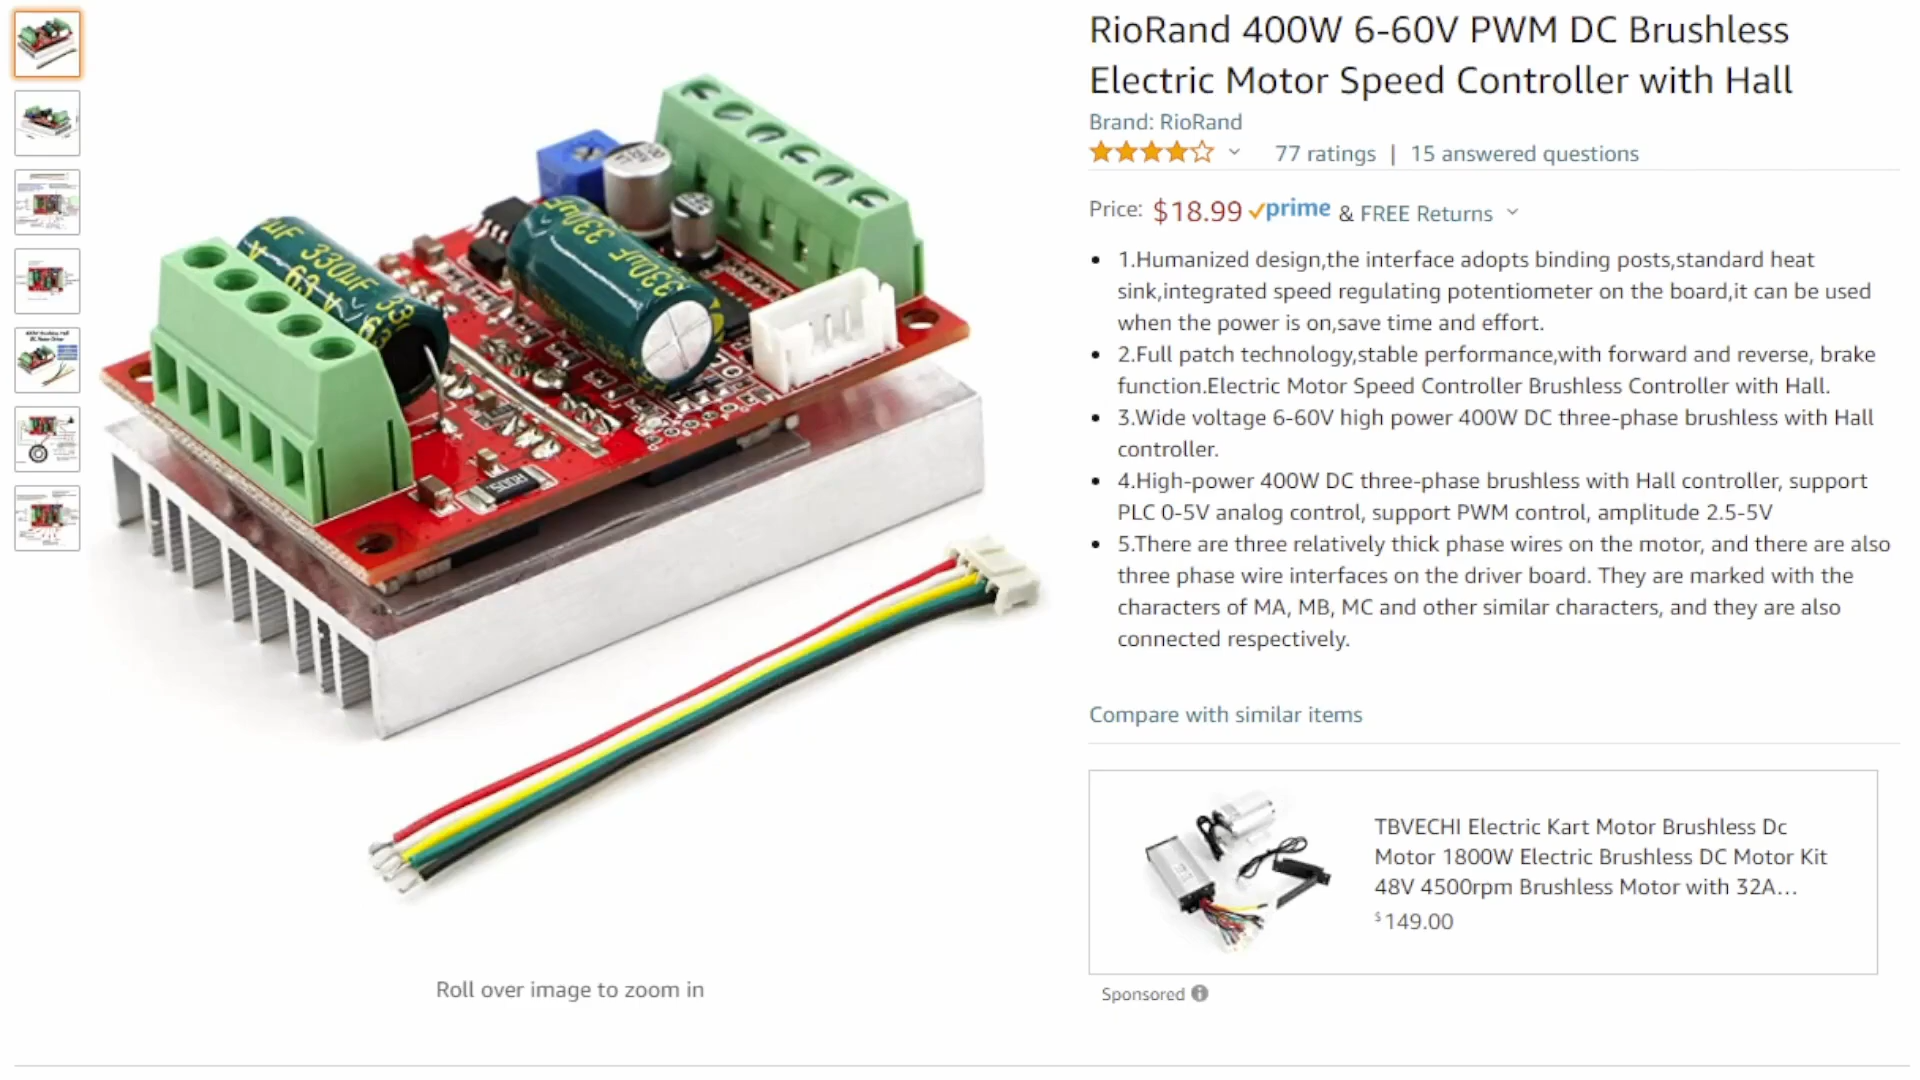 RioRand 400W 6-60V PWM DC Brushless
Electric Motor Speed Controller with Hall
Brand: RioRand
77 ratings | 15 answered questions
Price: $18.99 prime & FREE Returns
1.Humanized design,the interface adopts binding posts,standard heat
sink,integrated speed regulating potentiometer on the board,it can be used
when the power is on,save time and effort.
2.Full patch technology,stable performance,with forward and reverse, brake
function.Electric Motor Speed Controller Brushless Controller with Hall.
3.Wide voltage 6-60V high power 400W DC three-phase brushless with Hall
controller.
4.High-power 400W DC three-phase brushless with Hall controller, support
PLC 0-5V analog control, support PWM control, amplitude 2.5-5V
5.There are three relatively thick phase wires on the motor, and there are also
three phase wire interfaces on the driver board. They are marked with the
characters of MA, MB, MC and other similar characters, and they are also
connected respectively.
Compare with similar items
TBVECHI Electric Kart Motor Brushless Dc
Motor 1800W Electric Brushless DC Motor Kit
48V 4500rpm Brushless Motor with 32A...
$149.00
Sponsored
330uF
330uF
330uF
R005
Roll over image to zoom in